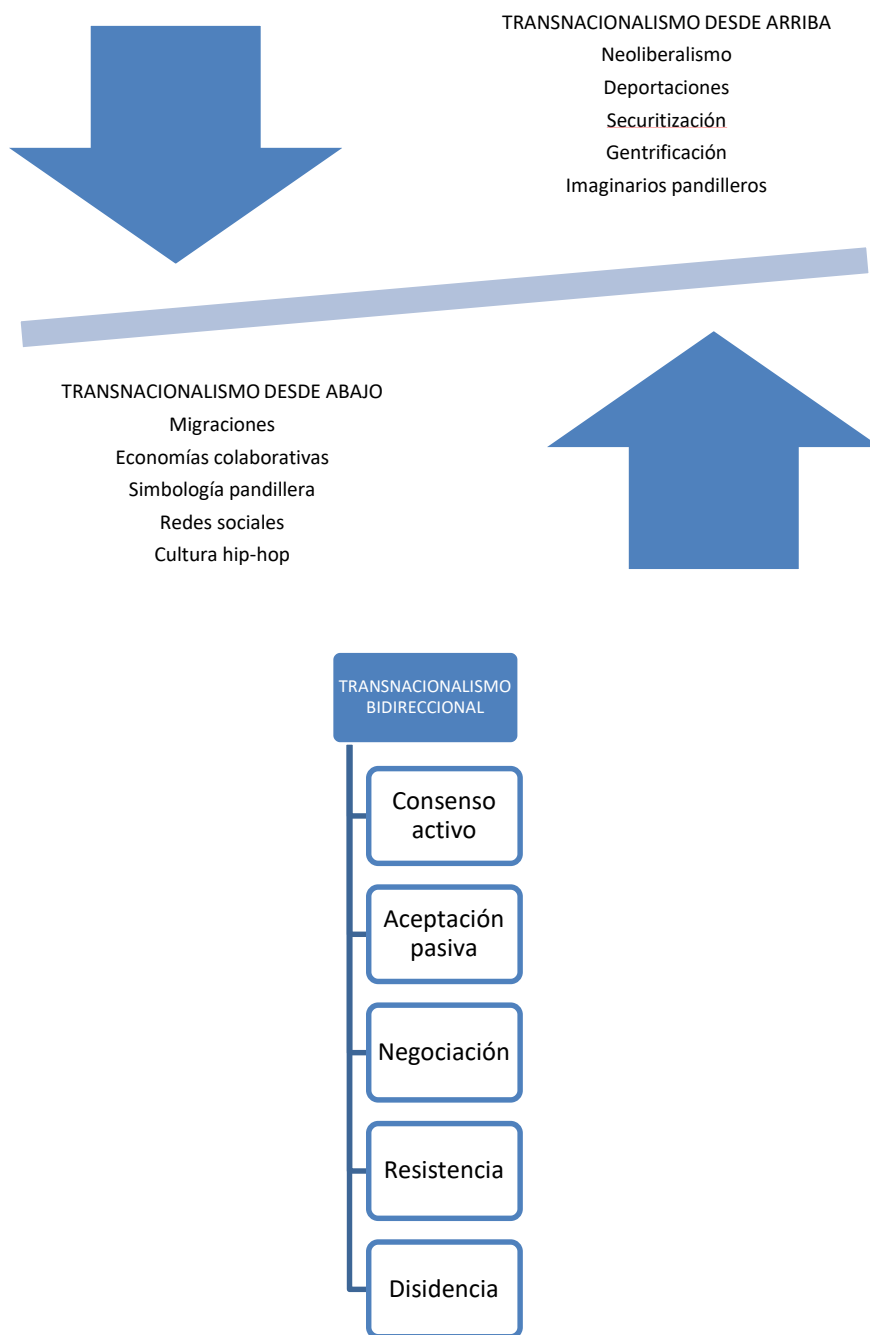 TRANSNACIONALISMO DESDE ARRIBA
Neoliberalismo
Deportaciones
Securitización
Gentrificación
Imaginarios pandilleros
TRANSNACIONALISMO DESDE ABAJO
Migraciones
Economías colaborativas
Simbología pandillera
Redes sociales
Cultura hip-hop
TRANSNACIONALISMO
BIDIRECCIONAL
Consenso
activo
Aceptación
pasiva
Negociación
Resistencia
Disidencia